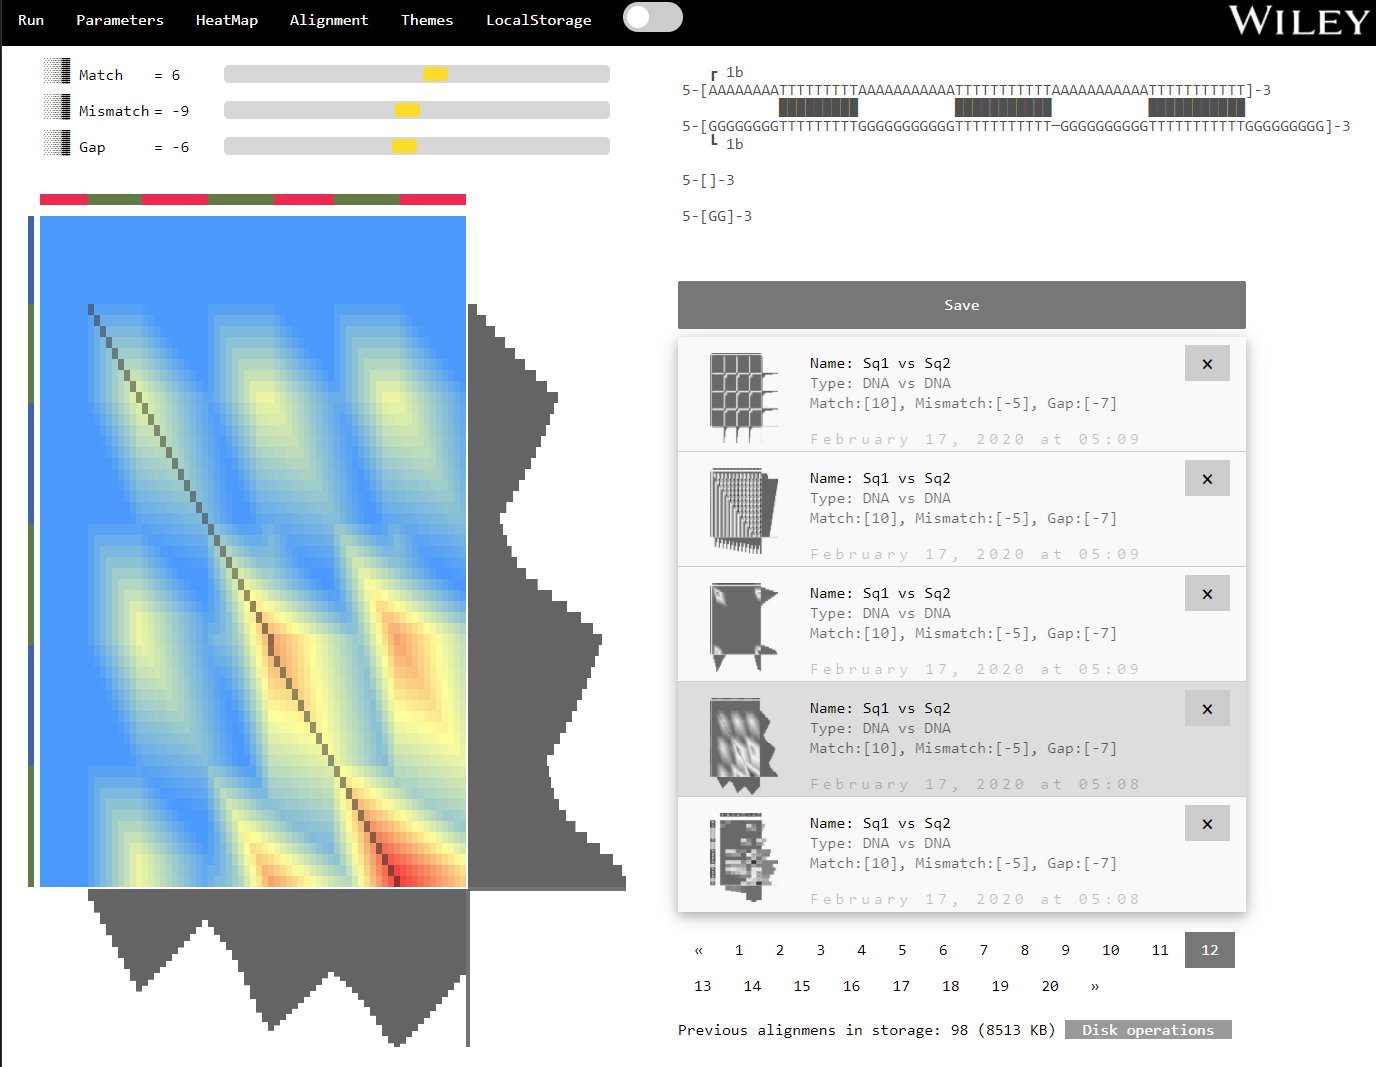 Run Parameters HeatMap Alignment Themes LocalStorage WILEY
Match = 6
Mismatch = -9
Gap = -6
┏ 1b
5-[AAAAAAAATTTTTTTTTAAAAAAAAAAATTTTTTTTTTTAAAAAAAAAAATTTTTTTTTTT]-3
5-[GGGGGGGGTTTTTTTTTGGGGGGGGGGGTTTTTTTTTTT─GGGGGGGGGGTTTTTTTTTTTGGGGGGGGG]-3
┗ 1b
5-[]-3
5-[GG]-3
Save
Name: Sq1 vs Sq2
Type: DNA vs DNA
Match:[10], Mismatch:[-5], Gap:[-7]
February 17, 2020 at 05:09
×
Name: Sq1 vs Sq2
Type: DNA vs DNA
Match:[10], Mismatch:[-5], Gap:[-7]
February 17, 2020 at 05:09
×
Name: Sq1 vs Sq2
Type: DNA vs DNA
Match:[10], Mismatch:[-5], Gap:[-7]
February 17, 2020 at 05:09
×
Name: Sq1 vs Sq2
Type: DNA vs DNA
Match:[10], Mismatch:[-5], Gap:[-7]
February 17, 2020 at 05:08
×
Name: Sq1 vs Sq2
Type: DNA vs DNA
Match:[10], Mismatch:[-5], Gap:[-7]
February 17, 2020 at 05:08
×
« 1 2 3 4 5 6 7 8 9 10 11 12
13 14 15 16 17 18 19 20 »
Previous alignmens in storage: 98 (8513 KB) Disk operations